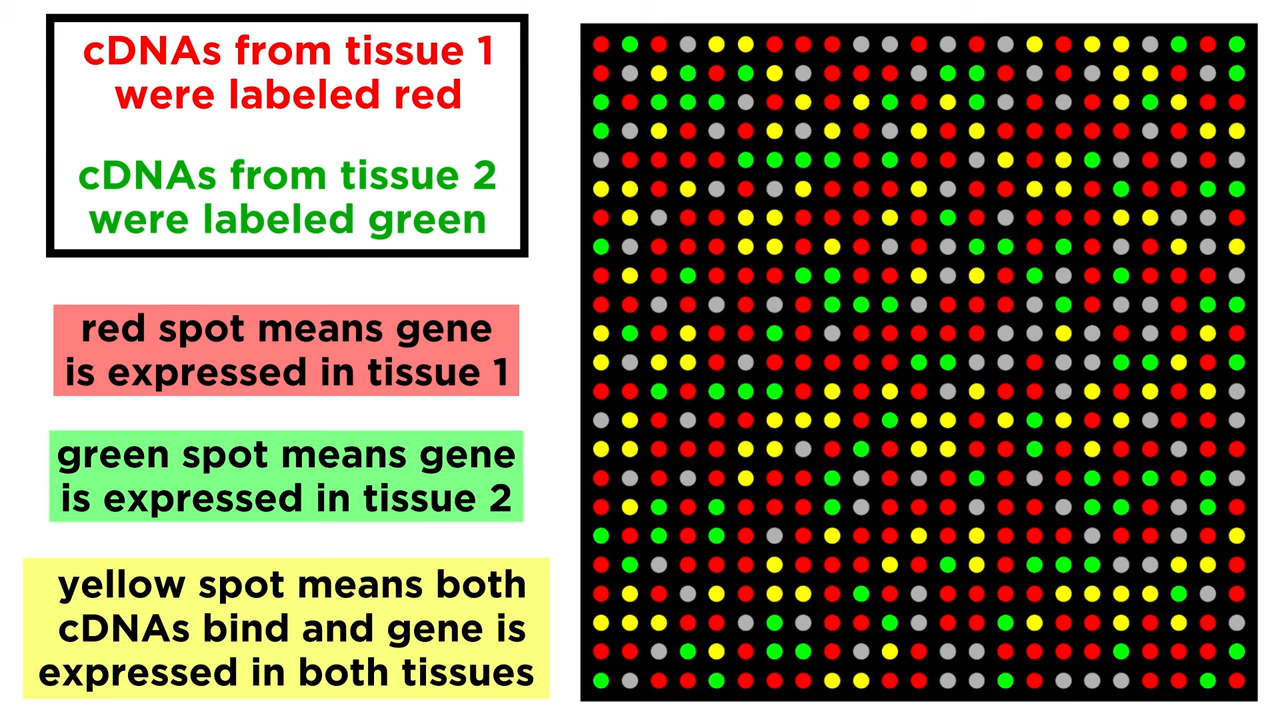 cDNAs from tissue 1
were labeled red
cDNAs from tissue 2
were labeled green
red spot means gene
is expressed in tissue 1
green spot means gene
is expressed in tissue 2
yellow spot means both
cDNAs bind and gene is
expressed in both tissues